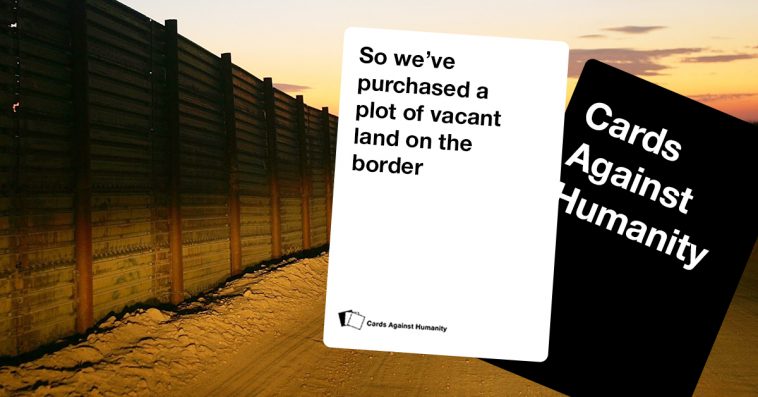 So we've
purchased a
plot of vacant
land on the
border
Cards Against Humanity
Cards
Against
Humanity